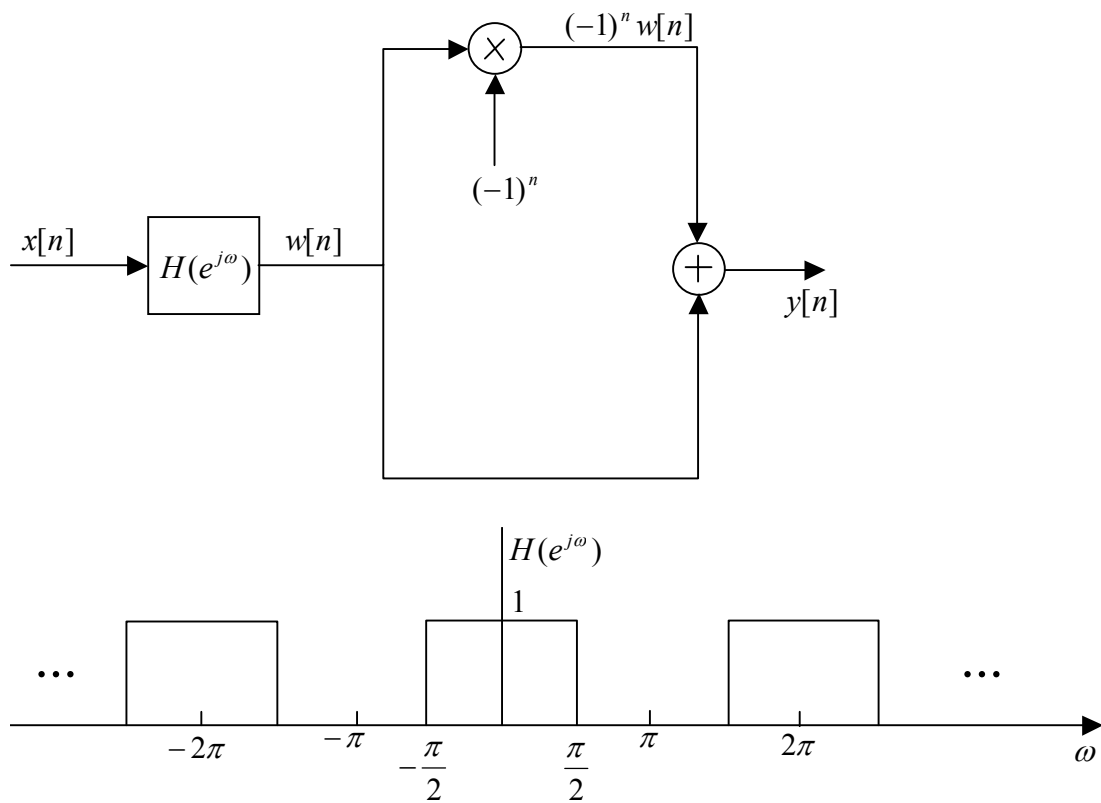 (−1)ⁿ w[n]
×
(−1)ⁿ
x[n]
H(e^{jω})
w[n]
+
y[n]
H(e^{jω})
1
...
...
−2π
−π
−π/2
π/2
π
2π
ω